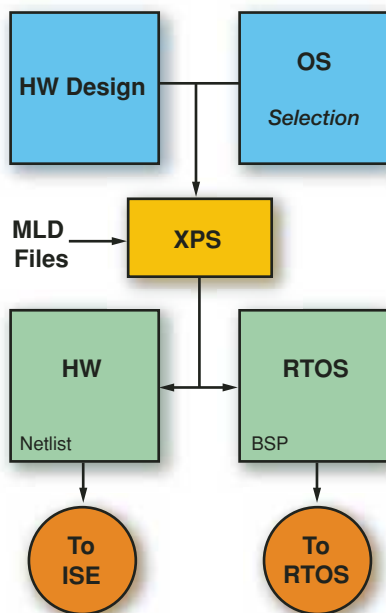 HW Design
OS
Selection
MLD
Files
XPS
HW
Netlist
RTOS
BSP
To
ISE
To
RTOS